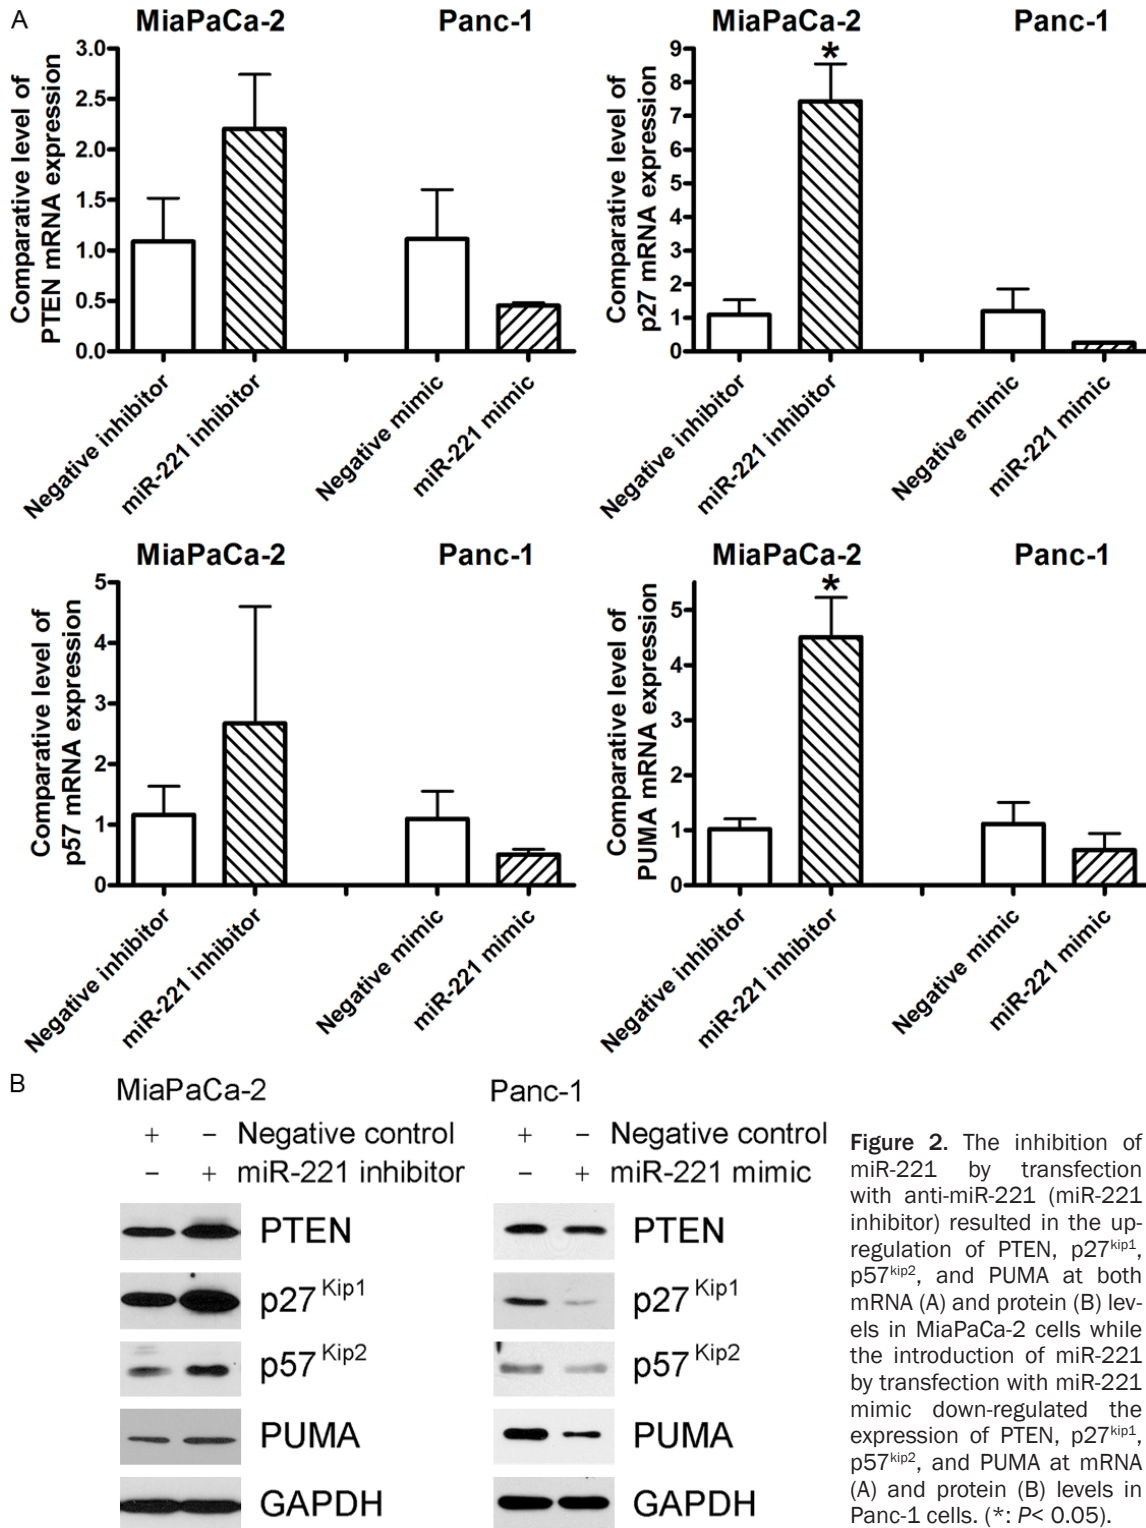 A
MiaPaCa-2 Panc-1
Comparative level of
PTEN mRNA expression
3.0
2.5
2.0
1.5
1.0
0.5
0.0
Negative inhibitor
miR-221 inhibitor
Negative mimic
miR-221 mimic
MiaPaCa-2 Panc-1
Comparative level of
p27 mRNA expression
9
8
7
6
5
4
3
2
1
0
*
Negative inhibitor
miR-221 inhibitor
Negative mimic
miR-221 mimic
MiaPaCa-2 Panc-1
Comparative level of
p57 mRNA expression
5
4
3
2
1
0
Negative inhibitor
miR-221 inhibitor
Negative mimic
miR-221 mimic
MiaPaCa-2 Panc-1
Comparative level of
PUMA mRNA expression
5
4
3
2
1
0
*
Negative inhibitor
miR-221 inhibitor
Negative mimic
miR-221 mimic
B
MiaPaCa-2
+ − Negative control
− + miR-221 inhibitor
PTEN
p27 Kip1
p57 Kip2
PUMA
GAPDH
Panc-1
+ − Negative control
− + miR-221 mimic
PTEN
p27 Kip1
p57 Kip2
PUMA
GAPDH
Figure 2. The inhibition of
miR-221 by transfection
with anti-miR-221 (miR-221
inhibitor) resulted in the up-
regulation of PTEN, p27kip1,
p57kip2, and PUMA at both
mRNA (A) and protein (B) lev-
els in MiaPaCa-2 cells while
the introduction of miR-221
by transfection with miR-221
mimic down-regulated the
expression of PTEN, p27kip1,
p57kip2, and PUMA at mRNA
(A) and protein (B) levels in
Panc-1 cells. (*: P< 0.05).